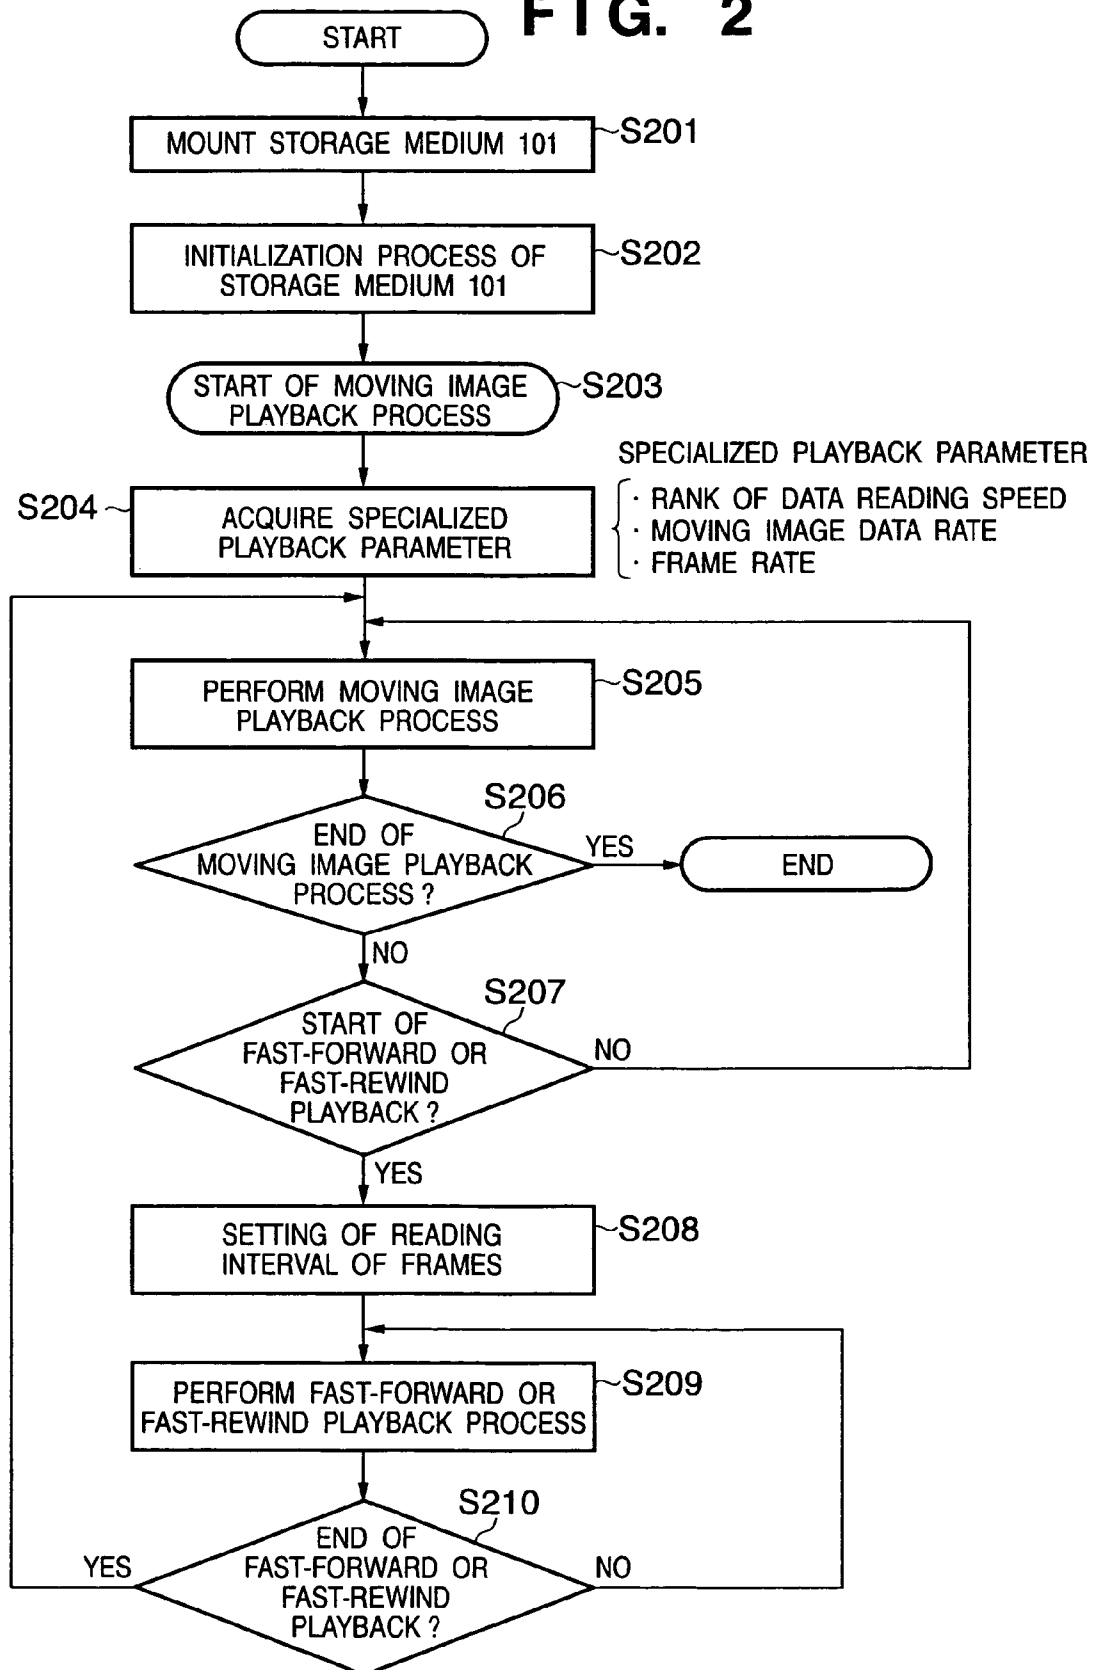 FIG. 2
START
MOUNT STORAGE MEDIUM 101
S201
INITIALIZATION PROCESS OF
STORAGE MEDIUM 101
S202
START OF MOVING IMAGE
PLAYBACK PROCESS
S203
S204
ACQUIRE SPECIALIZED
PLAYBACK PARAMETER
SPECIALIZED PLAYBACK PARAMETER
· RANK OF DATA READING SPEED
· MOVING IMAGE DATA RATE
· FRAME RATE
PERFORM MOVING IMAGE
PLAYBACK PROCESS
S205
S206
END OF
MOVING IMAGE PLAYBACK
PROCESS ?
YES
END
NO
S207
START OF
FAST-FORWARD OR
FAST-REWIND
PLAYBACK ?
NO
YES
SETTING OF READING
INTERVAL OF FRAMES
S208
PERFORM FAST-FORWARD OR
FAST-REWIND PLAYBACK PROCESS
S209
S210
END OF
FAST-FORWARD OR
FAST-REWIND
PLAYBACK ?
YES
NO